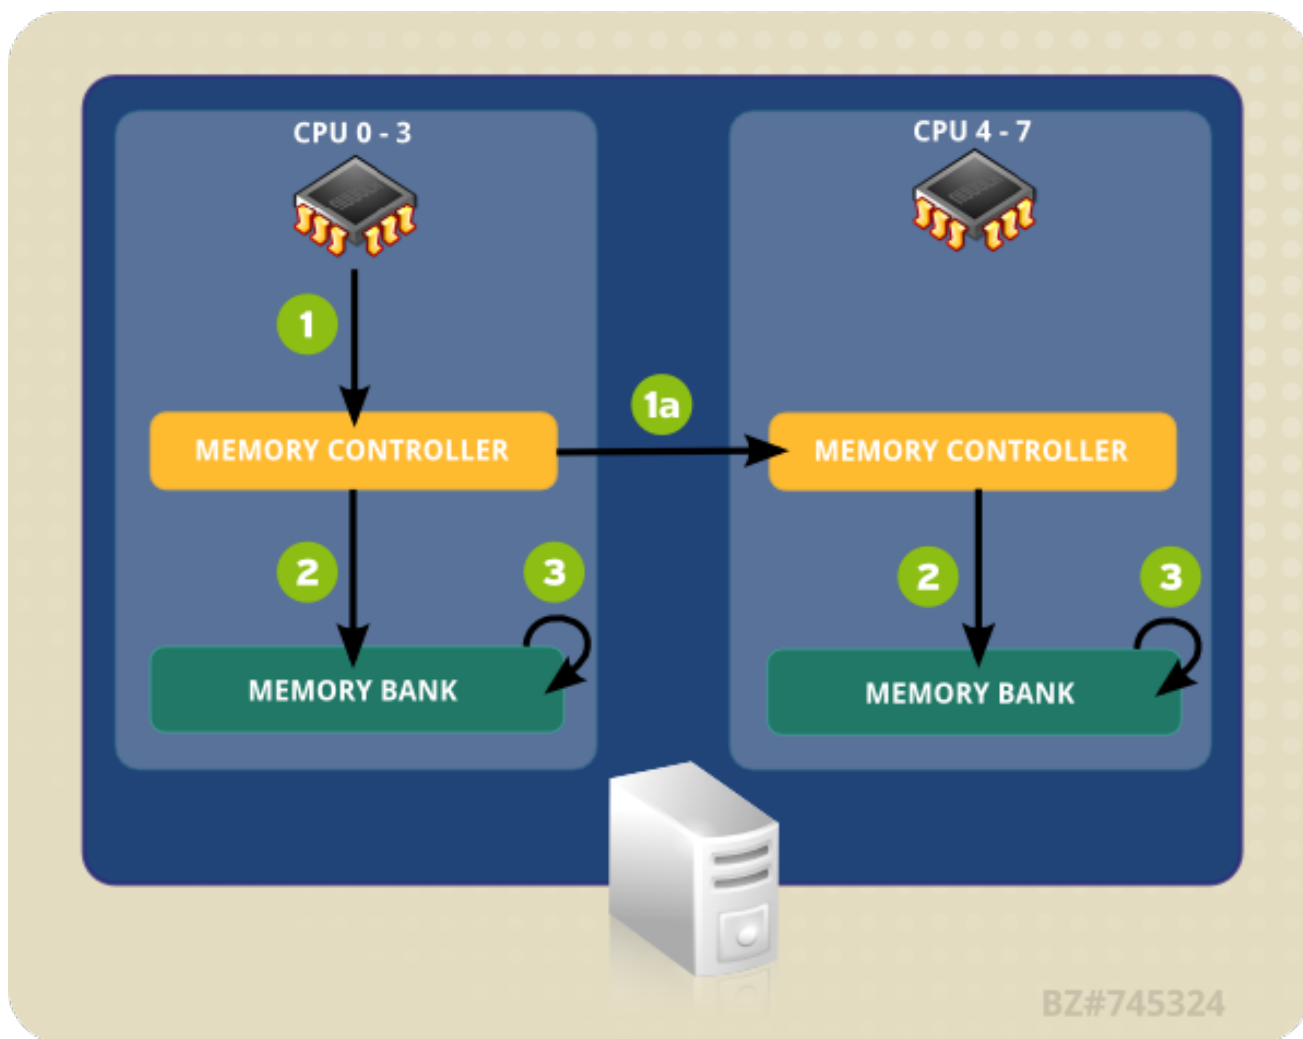 CPU 0 - 3
CPU 4 - 7
1
1a
MEMORY CONTROLLER
MEMORY CONTROLLER
2
3
2
3
MEMORY BANK
MEMORY BANK
BZ#745324